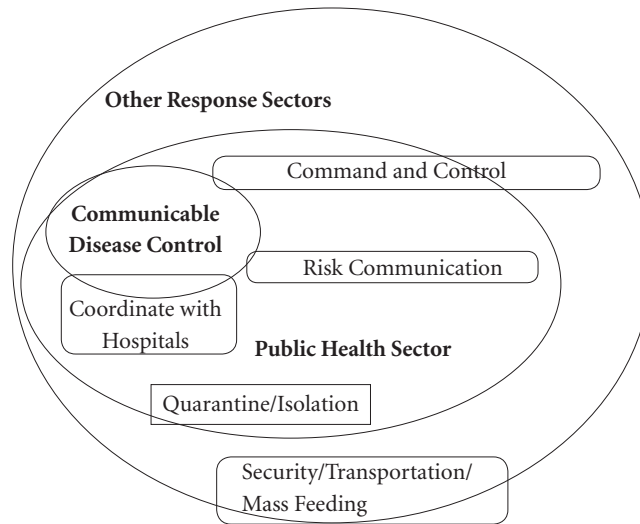 Other Response Sectors
Command and Control
Communicable
Disease Control
Risk Communication
Coordinate with
Hospitals
Public Health Sector
Quarantine/Isolation
Security/Transportation/
Mass Feeding